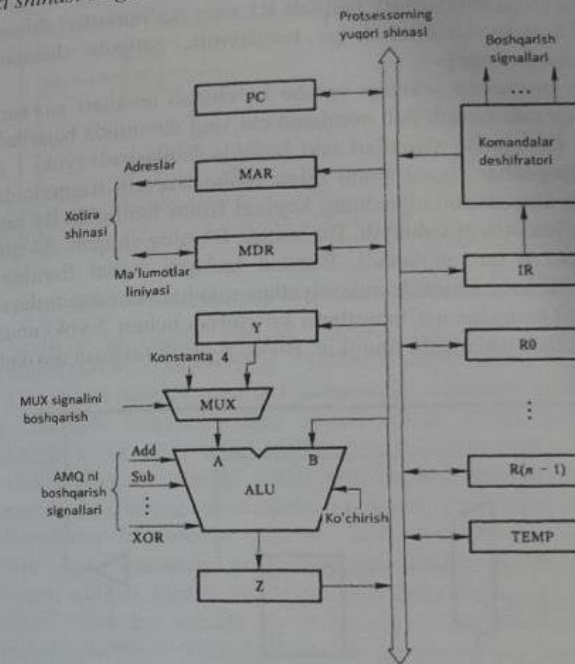 Protsessorning
yuqori shinasi
Boshqarish
signallari
...
PC
Komandalar
deshifratori
Adreslar
MAR
Xotira
shinasi
MDR
Ma'lumotlar
liniyasi
IR
Y
Konstanta 4
R0
MUX signalini
boshqarish
MUX
⋮
Add
A
B
AMQ ni
boshqarish
signallari
Sub
⋮
ALU
R(n − 1)
XOR
Ko'chirish
TEMP
Z